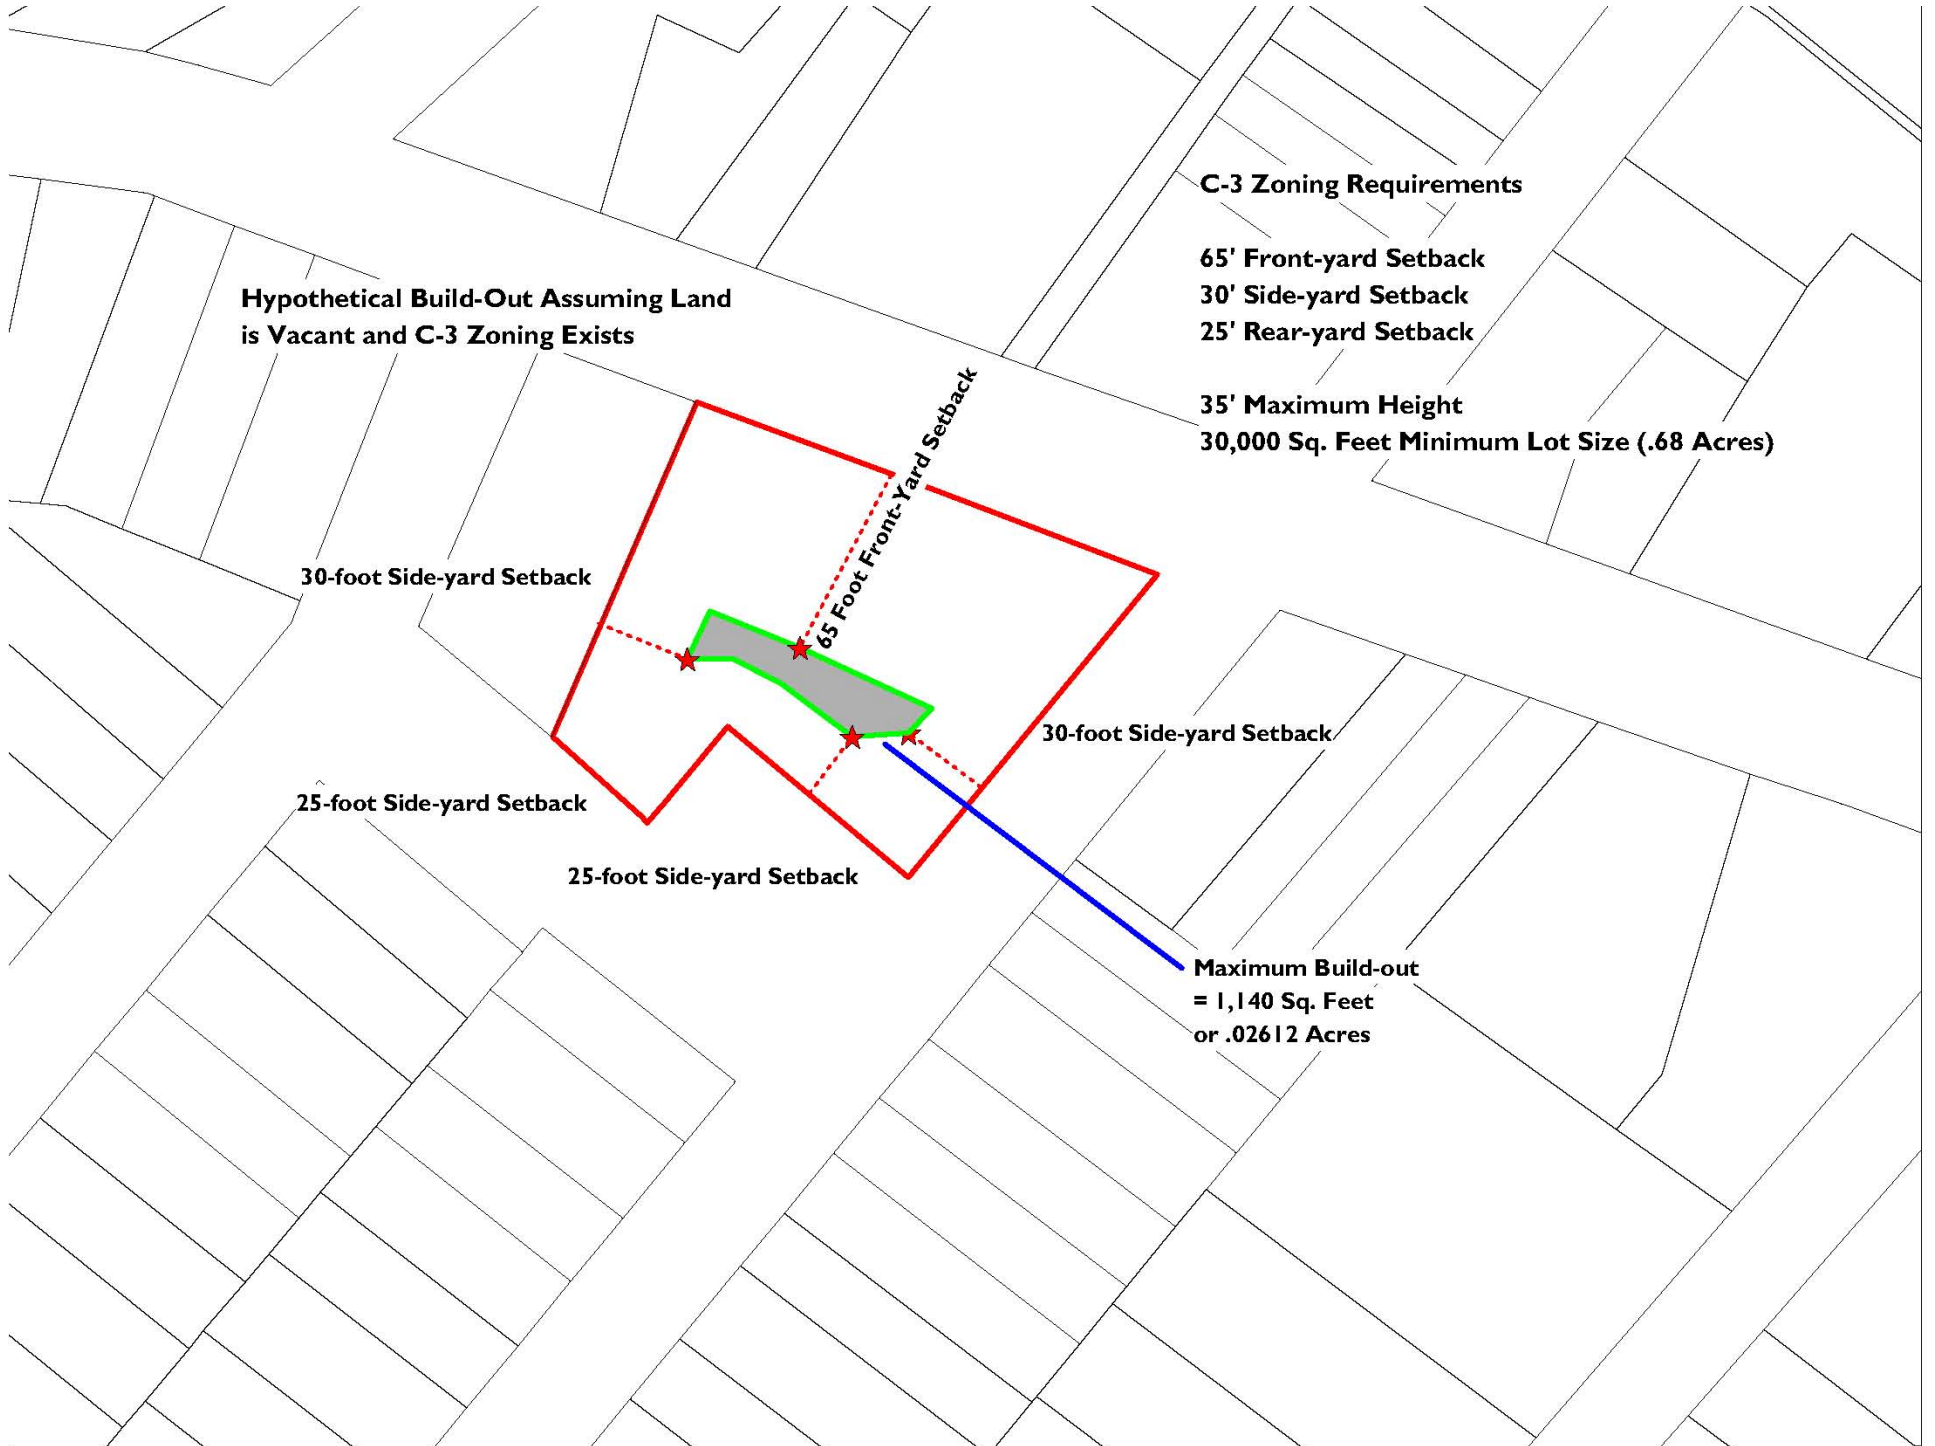 C-3 Zoning Requirements
65' Front-yard Setback
30' Side-yard Setback
25' Rear-yard Setback
35' Maximum Height
30,000 Sq. Feet Minimum Lot Size (.68 Acres)
Hypothetical Build-Out Assuming Land
is Vacant and C-3 Zoning Exists
65 Foot Front-Yard Setback
30-foot Side-yard Setback
30-foot Side-yard Setback
25-foot Side-yard Setback
25-foot Side-yard Setback
Maximum Build-out
= 1,140 Sq. Feet
or .02612 Acres